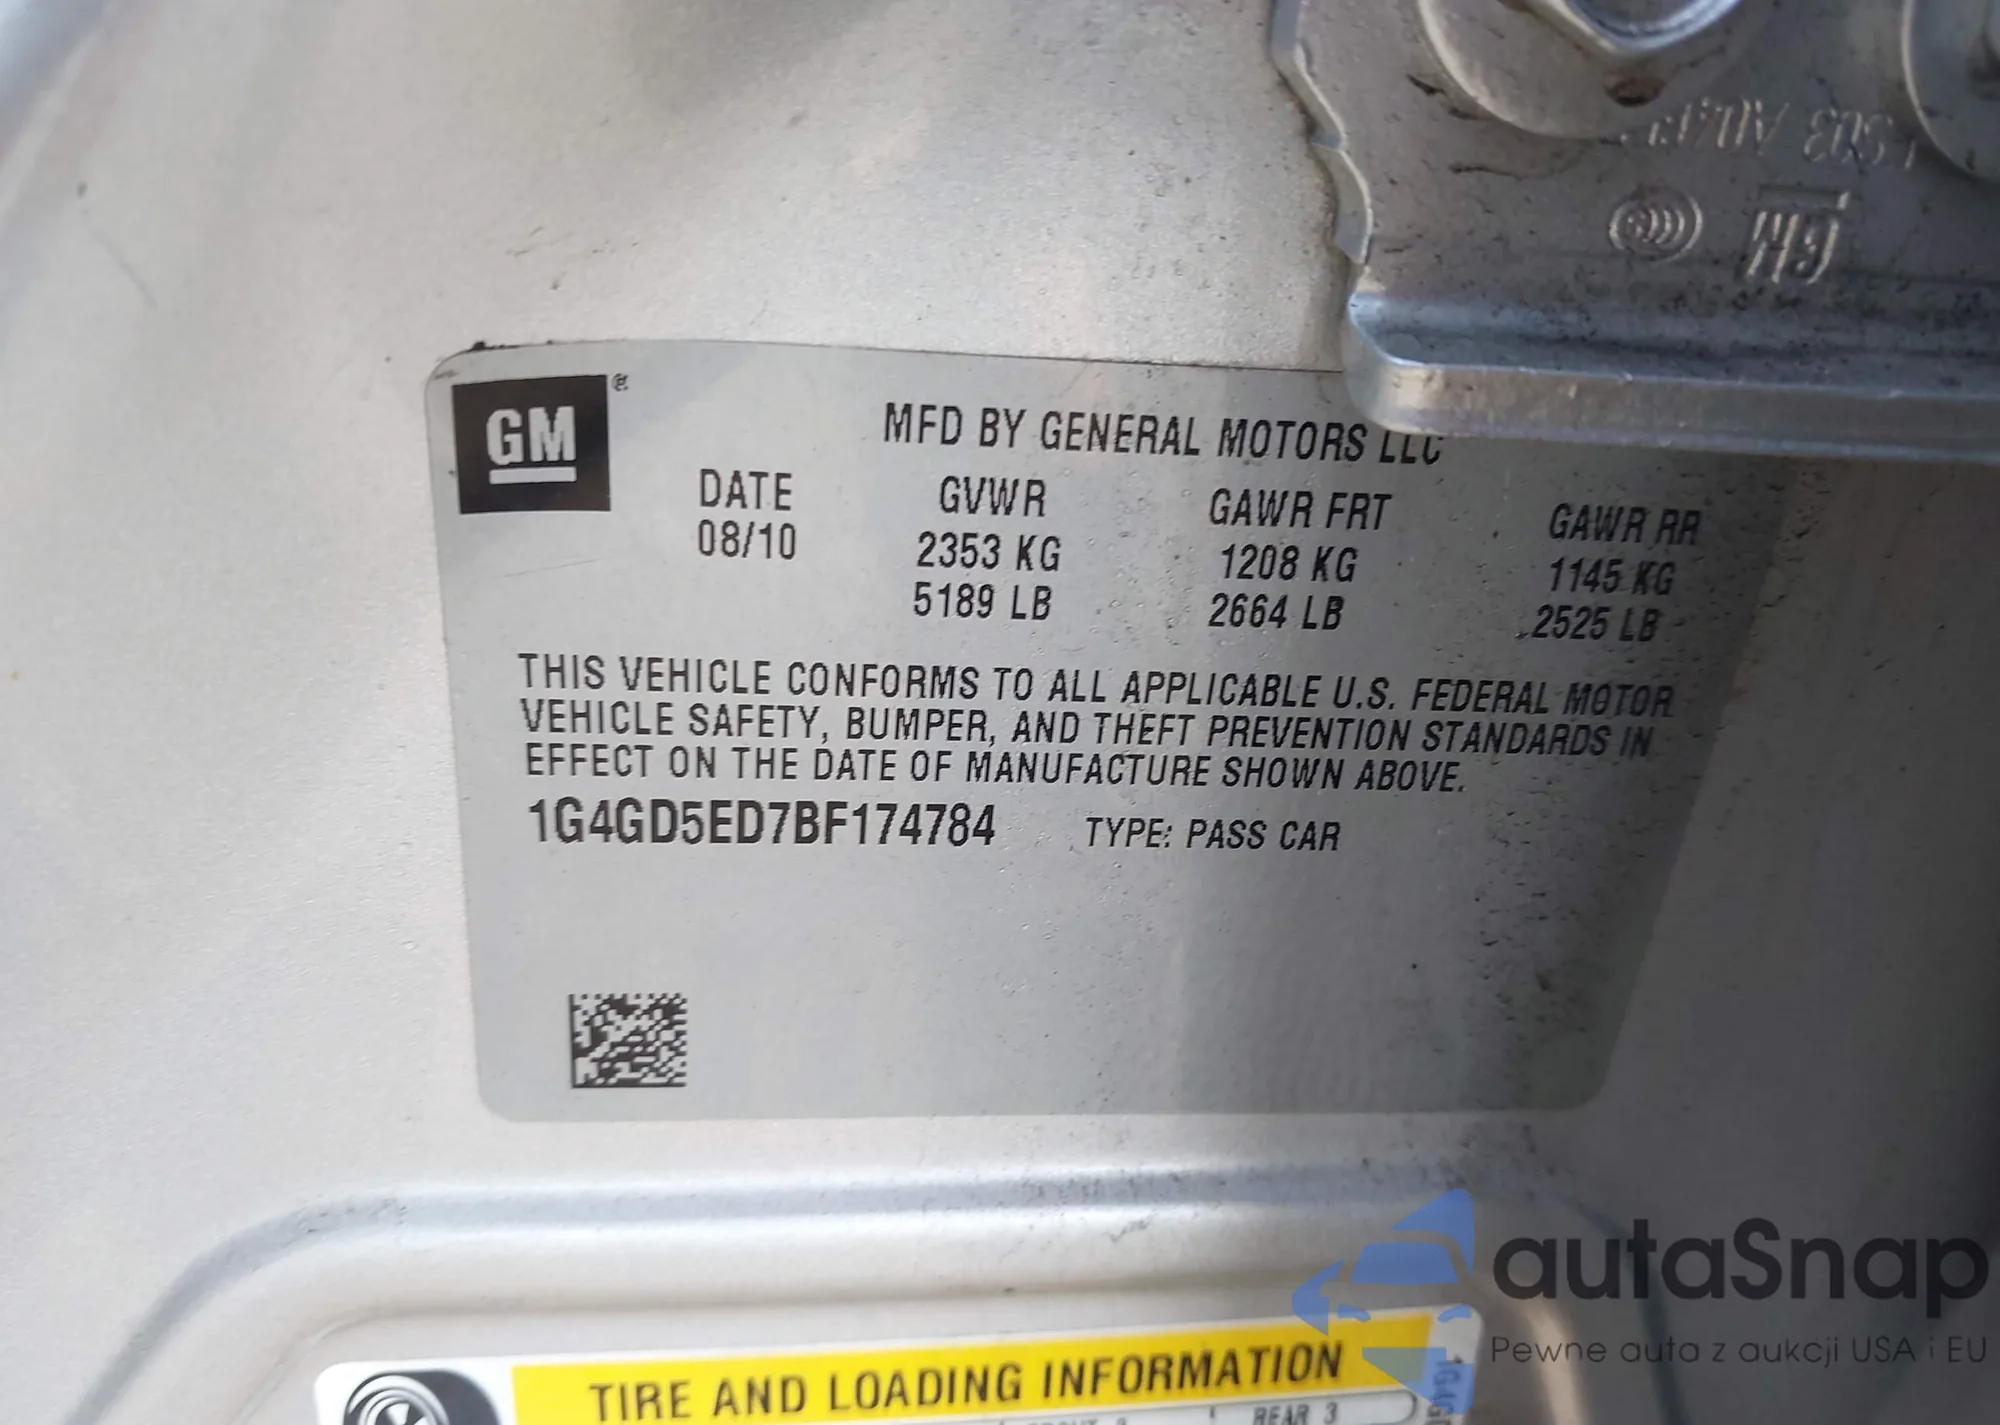 GM
MFD BY GENERAL MOTORS LLC
DATE GVWR GAWR FRT GAWR RR
08/10 2353 KG 1208 KG 1145 KG
5189 LB 2664 LB 2525 LB
THIS VEHICLE CONFORMS TO ALL APPLICABLE U.S. FEDERAL MOTOR
VEHICLE SAFETY, BUMPER, AND THEFT PREVENTION STANDARDS IN
EFFECT ON THE DATE OF MANUFACTURE SHOWN ABOVE.
1G4GD5ED7BF174784 TYPE: PASS CAR
autaSnap
Pewne auta z aukcji USA i EU
TIRE AND LOADING INFORMATION
REAR 3